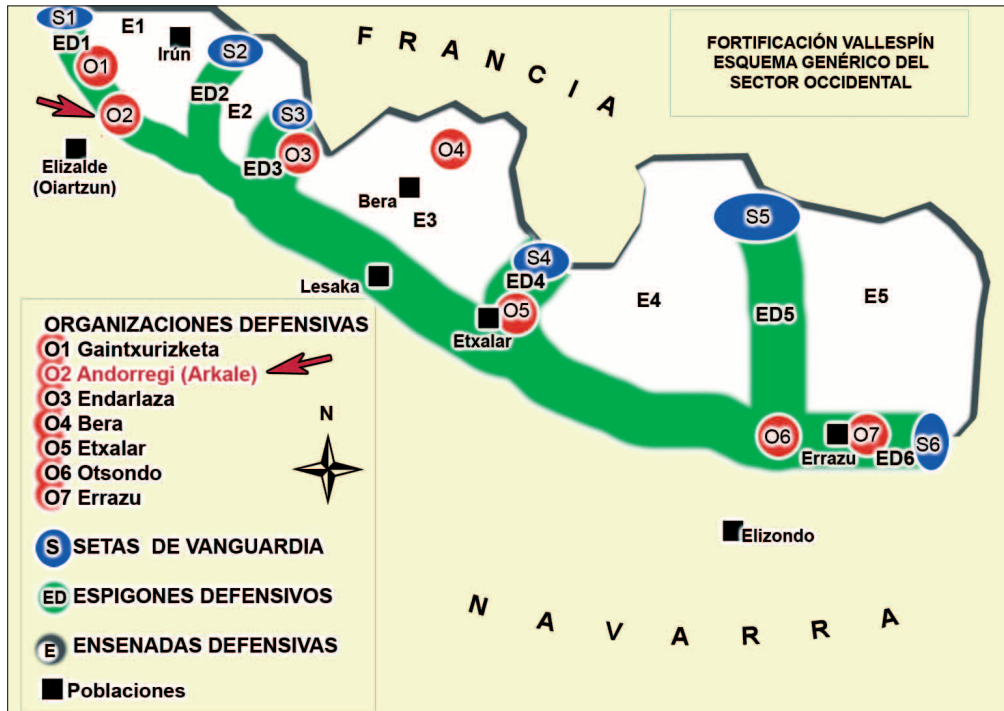 S1
E1
ED1
Irún
S2
O1
ED2
E2
O2
S3
Elizalde
(Oiartzun)
ED3
O3
O4
Bera
E3
FRANCIA
FORTIFICACIÓN VALLESPÍN
ESQUEMA GENÉRICO DEL
SECTOR OCCIDENTAL
S4
ED4
Lesaka
O5
Etxalar
E4
S5
ED5
E5
O6
Errazu
O7
ED6
S6
Elizondo
NAVARRA
N
ORGANIZACIONES DEFENSIVAS
O1 Gaintxurizketa
O2 Andorregi (Arkale)
O3 Endarlaza
O4 Bera
O5 Etxalar
O6 Otsondo
O7 Errazu
S SETAS DE VANGUARDIA
ED ESPIGONES DEFENSIVOS
E ENSENADAS DEFENSIVAS
Poblaciones